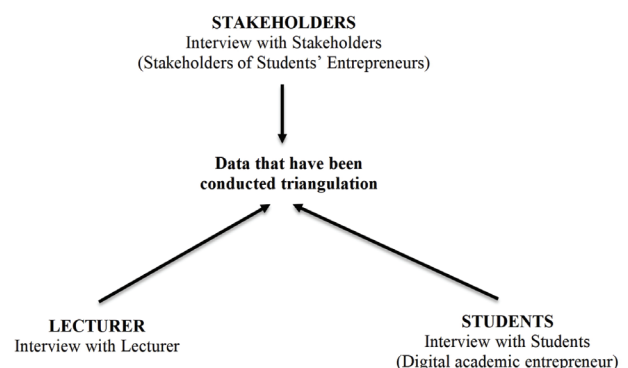 STAKEHOLDERS
Interview with Stakeholders
(Stakeholders of Students’ Entrepreneurs)
Data that have been
conducted triangulation
LECTURER
Interview with Lecturer
STUDENTS
Interview with Students
(Digital academic entrepreneur)